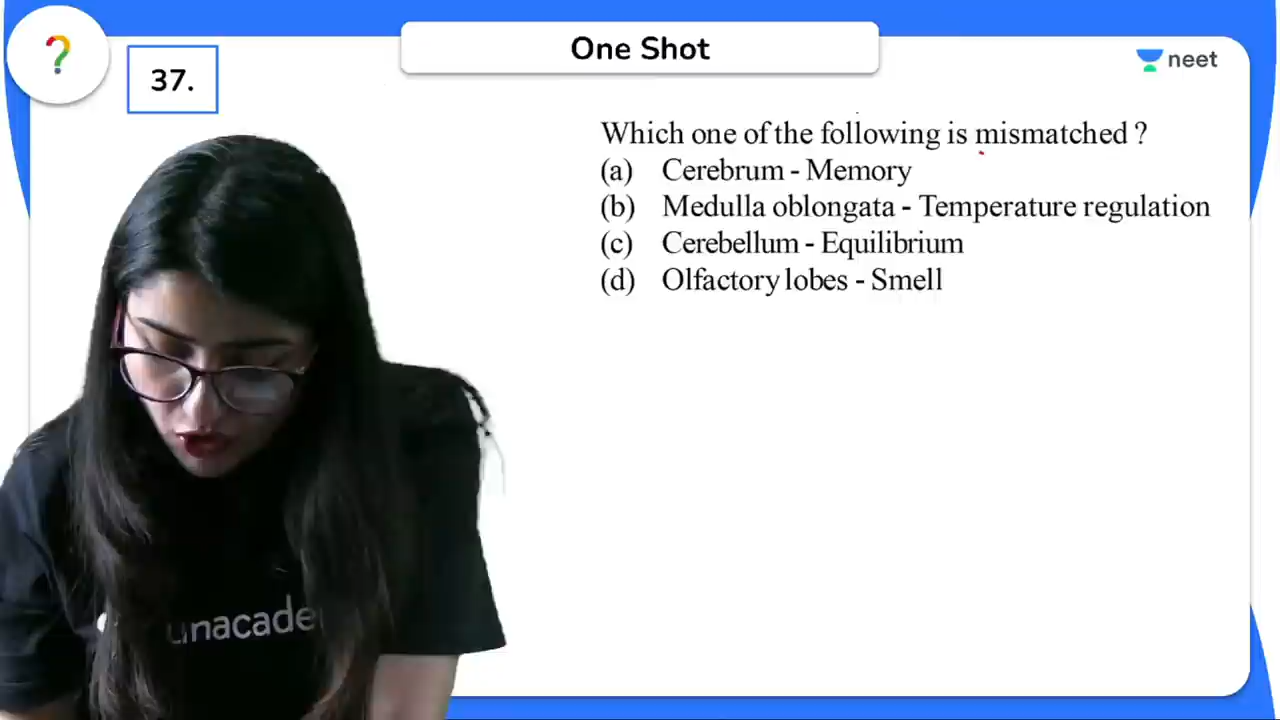 One Shot
37.
neet
Which one of the following is mismatched ?
(a) Cerebrum - Memory
(b) Medulla oblongata - Temperature regulation
(c) Cerebellum - Equilibrium
(d) Olfactory lobes - Smell
unacade